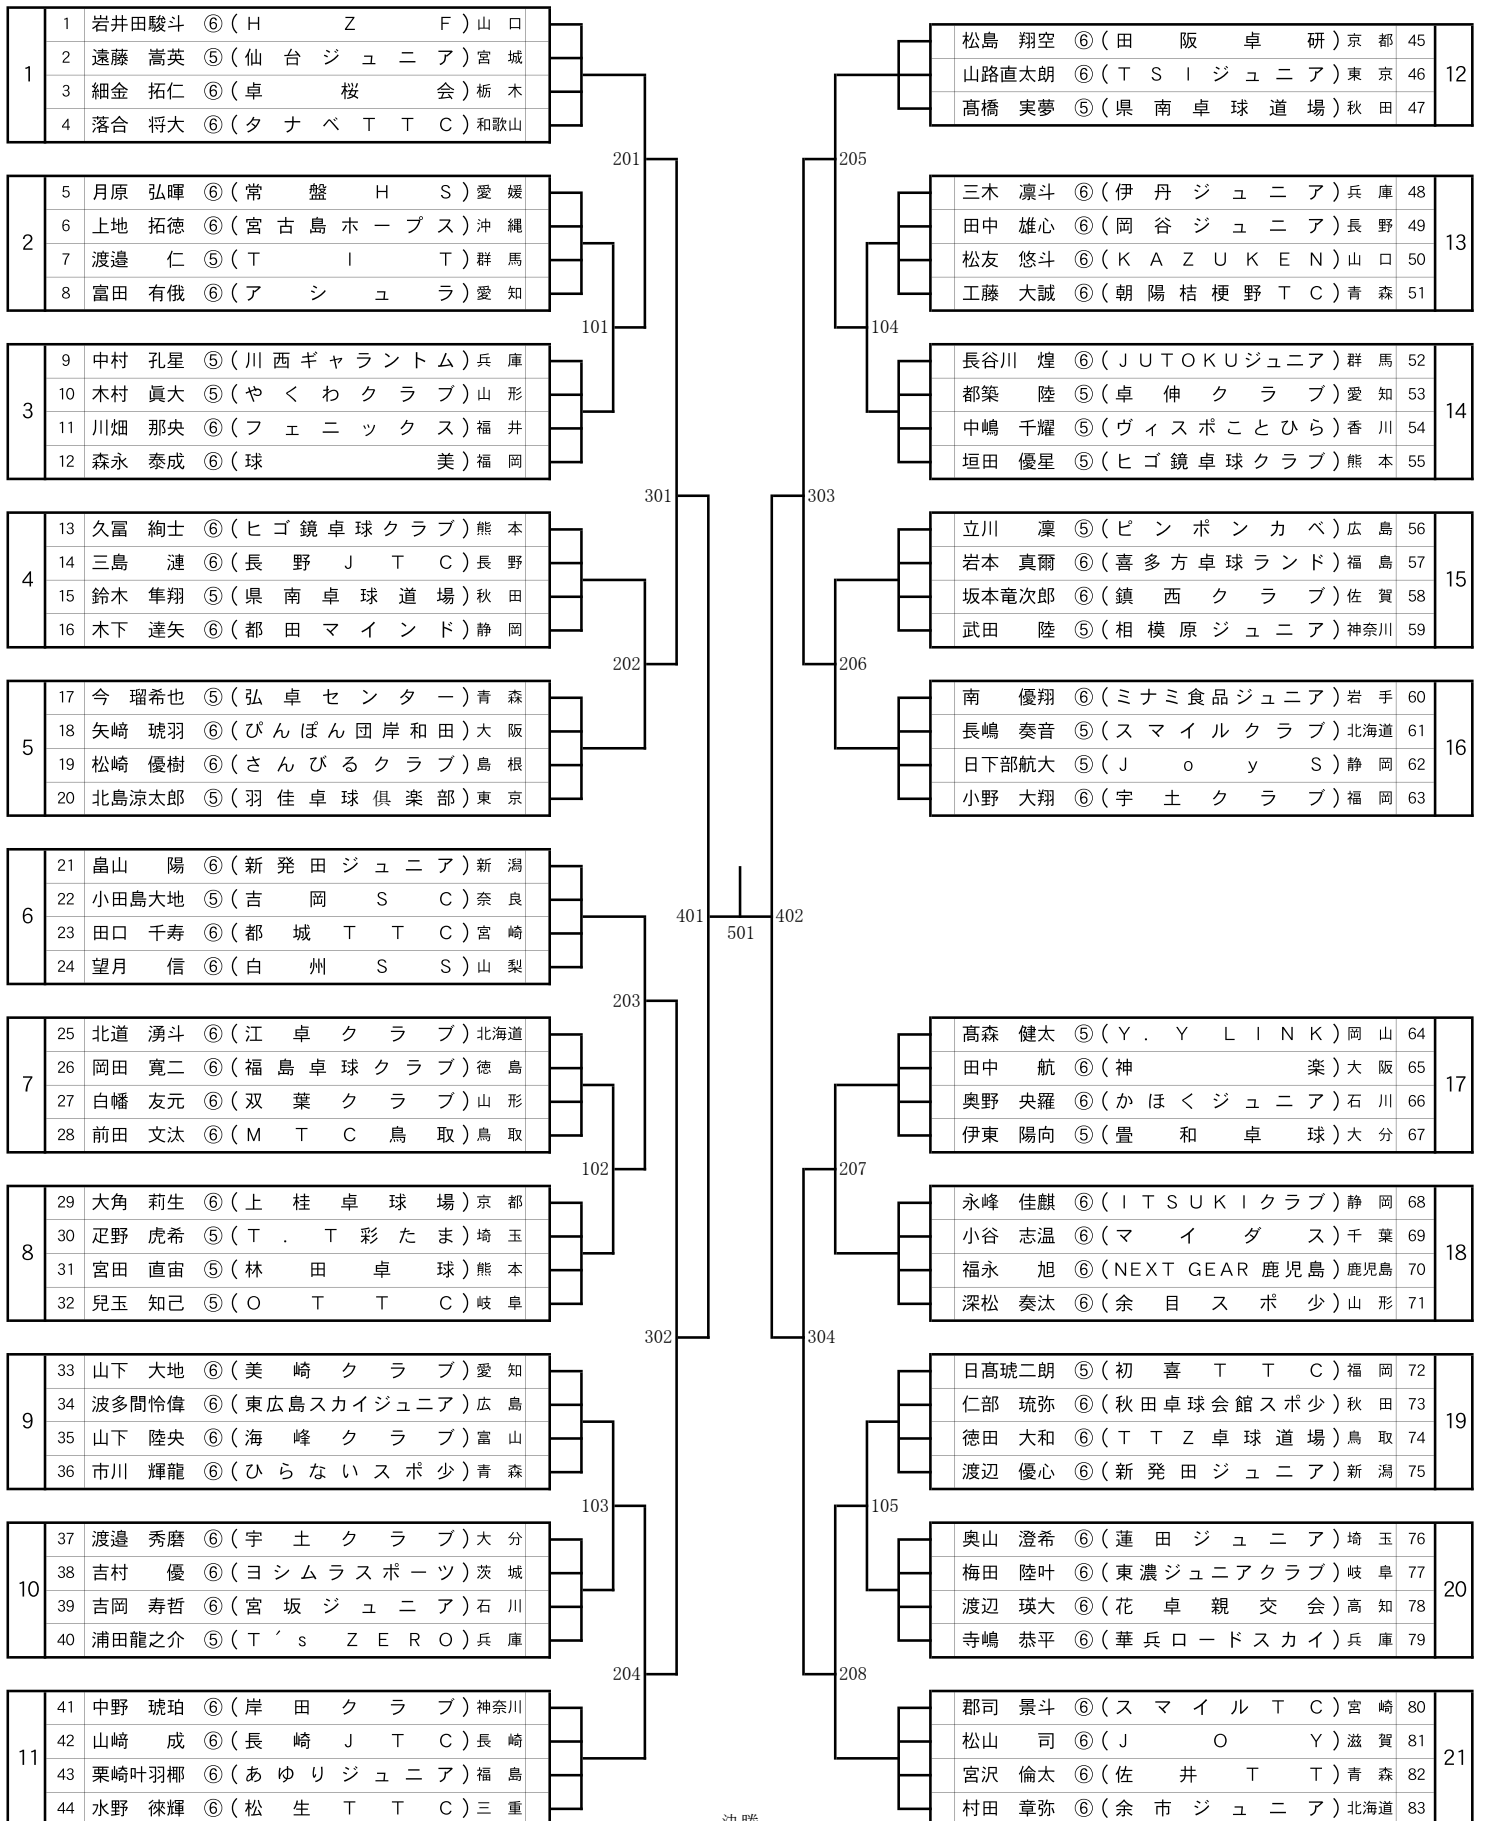 1
1 岩井田駿斗 ⑥ (H Z F) 山口
2 遠藤 嵩英 ⑤ (仙台ジュニア) 宮城
3 細金 拓仁 ⑥ (卓桜会) 栃木
4 落合 将大 ⑥ (タナベTTC) 和歌山
2
5 月原 弘暉 ⑥ (常盤HS) 愛媛
6 上地 拓徳 ⑥ (宮古島ホープス) 沖縄
7 渡邉 仁 ⑤ (TIT) 群馬
8 富田 有俄 ⑥ (アシュラ) 愛知
3
9 中村 孔星 ⑤ (川西ギャラントム) 兵庫
10 木村 眞大 ⑤ (やくわクラブ) 山形
11 川畑 那央 ⑥ (フェニックス) 福井
12 森永 泰成 ⑥ (球美) 福岡
4
13 久冨 絢士 ⑥ (ヒゴ鏡卓球クラブ) 熊本
14 三島 漣 ⑥ (長野JTC) 長野
15 鈴木 隼翔 ⑤ (県南卓球道場) 秋田
16 木下 達矢 ⑥ (都田マインド) 静岡
5
17 今 瑠希也 ⑤ (弘卓センター) 青森
18 矢﨑 琥羽 ⑥ (ぴんぽん団岸和田) 大阪
19 松崎 優樹 ⑥ (さんびるクラブ) 島根
20 北島涼太郎 ⑤ (羽佳卓球倶楽部) 東京
6
21 畠山 陽 ⑥ (新発田ジュニア) 新潟
22 小田島大地 ⑤ (吉岡SC) 奈良
23 田口 千寿 ⑥ (都城TTC) 宮崎
24 望月 信 ⑥ (白州SS) 山梨
7
25 北道 湧斗 ⑥ (江卓クラブ) 北海道
26 岡田 寛二 ⑥ (福島卓球クラブ) 徳島
27 白幡 友元 ⑥ (双葉クラブ) 山形
28 前田 文汰 ⑥ (MTC鳥取) 鳥取
8
29 大角 莉生 ⑥ (上桂卓球場) 京都
30 疋野 虎希 ⑤ (T.T彩たま) 埼玉
31 宮田 直宙 ⑤ (林田卓球) 熊本
32 兒玉 知己 ⑤ (OTTC) 岐阜
9
33 山下 大地 ⑥ (美崎クラブ) 愛知
34 波多間怜偉 ⑥ (東広島スカイジュニア) 広島
35 山下 陸央 ⑥ (海峰クラブ) 富山
36 市川 輝龍 ⑥ (ひらないスポ少) 青森
10
37 渡邉 秀磨 ⑥ (宇土クラブ) 大分
38 吉村 優 ⑥ (ヨシムラスポーツ) 茨城
39 吉岡 寿哲 ⑥ (宮坂ジュニア) 石川
40 浦田龍之介 ⑤ (T´s ZERO) 兵庫
11
41 中野 琥珀 ⑥ (岸田クラブ) 神奈川
42 山﨑 成 ⑥ (長崎JTC) 長崎
43 栗崎叶羽椰 ⑥ (あゆりジュニア) 福島
44 水野 徠輝 ⑥ (松生TTC) 三重
201
101
301
202
203
102
302
103
204
401
501
402
決勝
205
104
303
206
207
304
105
208
松島 翔空 ⑥ (田阪卓研) 京都 45
山路直太朗 ⑥ (TSIジュニア) 東京 46
髙橋 実夢 ⑤ (県南卓球道場) 秋田 47
12
三木 凛斗 ⑥ (伊丹ジュニア) 兵庫 48
田中 雄心 ⑥ (岡谷ジュニア) 長野 49
松友 悠斗 ⑥ (KAZUKEN) 山口 50
工藤 大誠 ⑥ (朝陽桔梗野TC) 青森 51
13
長谷川 煌 ⑥ (JUTOKUジュニア) 群馬 52
都築 陸 ⑤ (卓伸クラブ) 愛知 53
中嶋 千耀 ⑤ (ヴィスポことひら) 香川 54
垣田 優星 ⑤ (ヒゴ鏡卓球クラブ) 熊本 55
14
立川 凜 ⑤ (ピンポンカベ) 広島 56
岩本 真爾 ⑥ (喜多方卓球ランド) 福島 57
坂本竜次郎 ⑥ (鎮西クラブ) 佐賀 58
武田 陸 ⑤ (相模原ジュニア) 神奈川 59
15
南 優翔 ⑥ (ミナミ食品ジュニア) 岩手 60
長嶋 奏音 ⑤ (スマイルクラブ) 北海道 61
日下部航大 ⑤ (JoyS) 静岡 62
小野 大翔 ⑥ (宇土クラブ) 福岡 63
16
髙森 健太 ⑤ (Y.Y LINK) 岡山 64
田中 航 ⑥ (神楽) 大阪 65
奥野 央羅 ⑥ (かほくジュニア) 石川 66
伊東 陽向 ⑤ (畳和卓球) 大分 67
17
永峰 佳麒 ⑥ (ITSUKIクラブ) 静岡 68
小谷 志温 ⑥ (マイダス) 千葉 69
福永 旭 ⑥ (NEXT GEAR 鹿児島) 鹿児島 70
深松 奏汰 ⑥ (余目スポ少) 山形 71
18
日髙琥二朗 ⑤ (初喜TTC) 福岡 72
仁部 琉弥 ⑥ (秋田卓球会館スポ少) 秋田 73
徳田 大和 ⑥ (TTZ卓球道場) 鳥取 74
渡辺 優心 ⑥ (新発田ジュニア) 新潟 75
19
奥山 澄希 ⑥ (蓮田ジュニア) 埼玉 76
梅田 陸叶 ⑥ (東濃ジュニアクラブ) 岐阜 77
渡辺 瑛大 ⑥ (花卓親交会) 高知 78
寺嶋 恭平 ⑥ (華兵ロードスカイ) 兵庫 79
20
郡司 景斗 ⑥ (スマイルTC) 宮崎 80
松山 司 ⑥ (JOY) 滋賀 81
宮沢 倫太 ⑥ (佐井TT) 青森 82
村田 章弥 ⑥ (余市ジュニア) 北海道 83
21